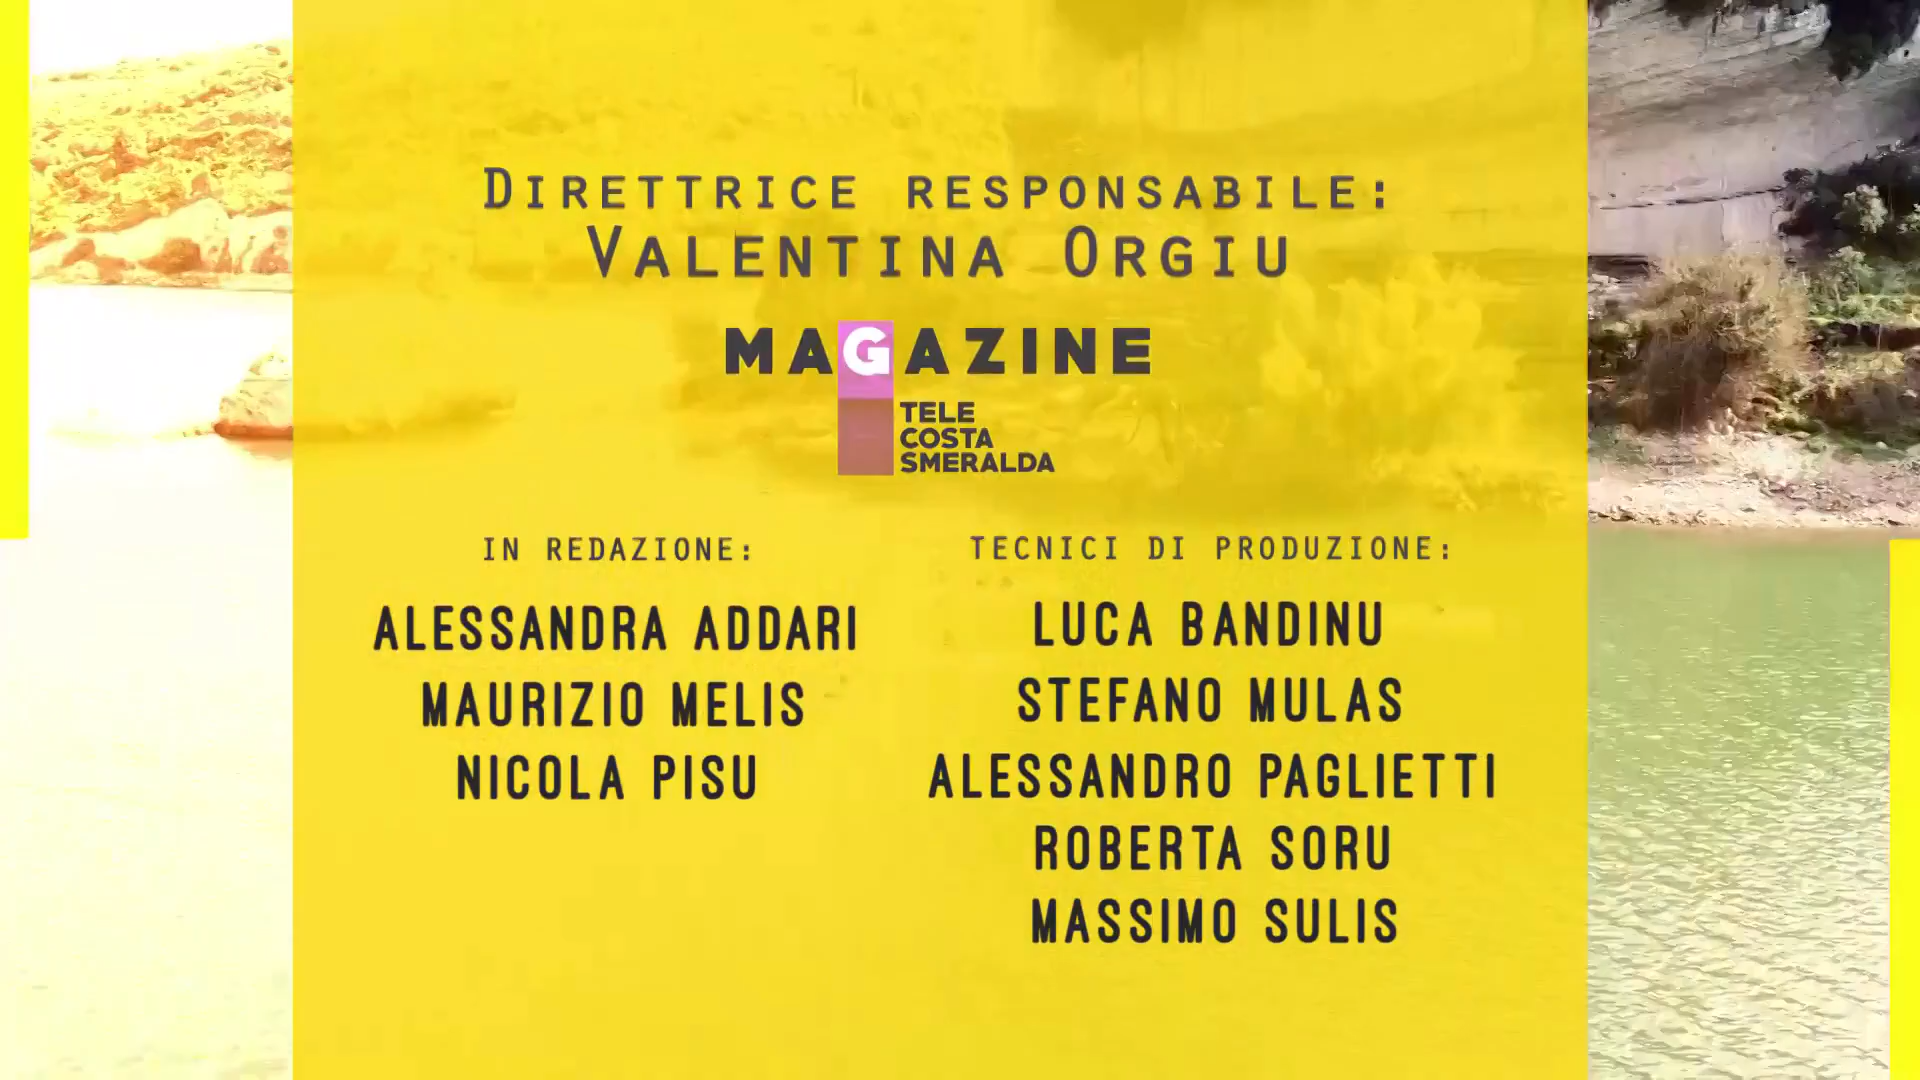 DIRETTRICE RESPONSABILE:
VALENTINA ORGIU
MAGAZINE
TELE
COSTA
SMERALDA
IN REDAZIONE:
ALESSANDRA ADDARI
MAURIZIO MELIS
NICOLA PISU
TECNICI DI PRODUZIONE:
LUCA BANDINU
STEFANO MULAS
ALESSANDRO PAGLIETTI
ROBERTA SORU
MASSIMO SULIS